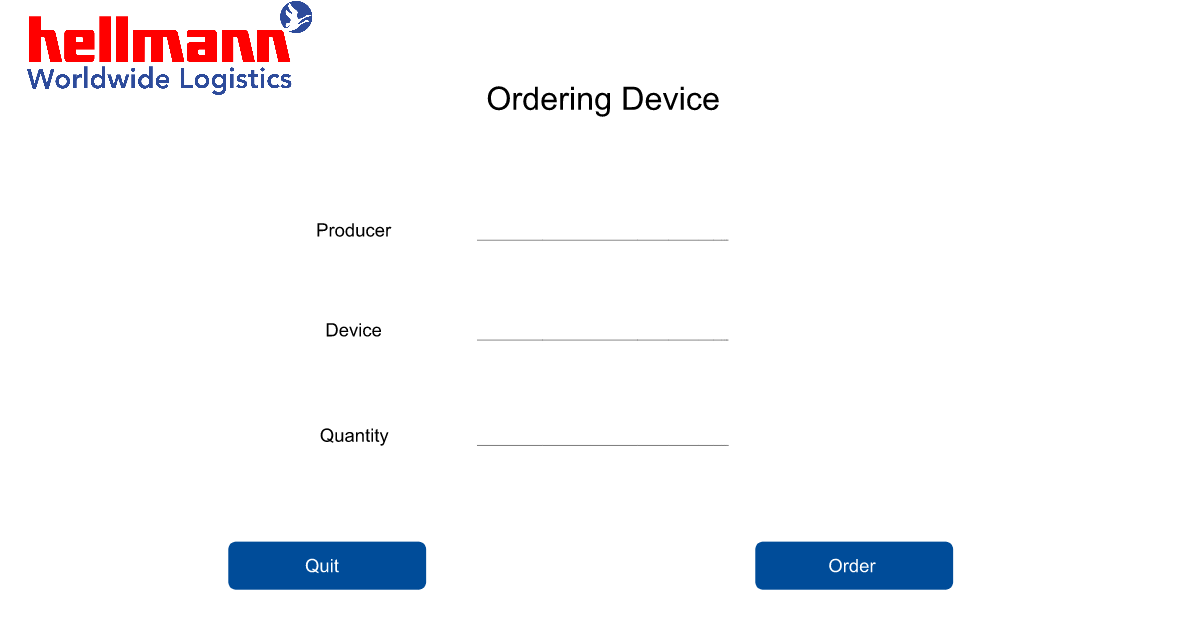 hellmann
Worldwide Logistics
Ordering Device
Producer
Device
Quantity
Quit
Order